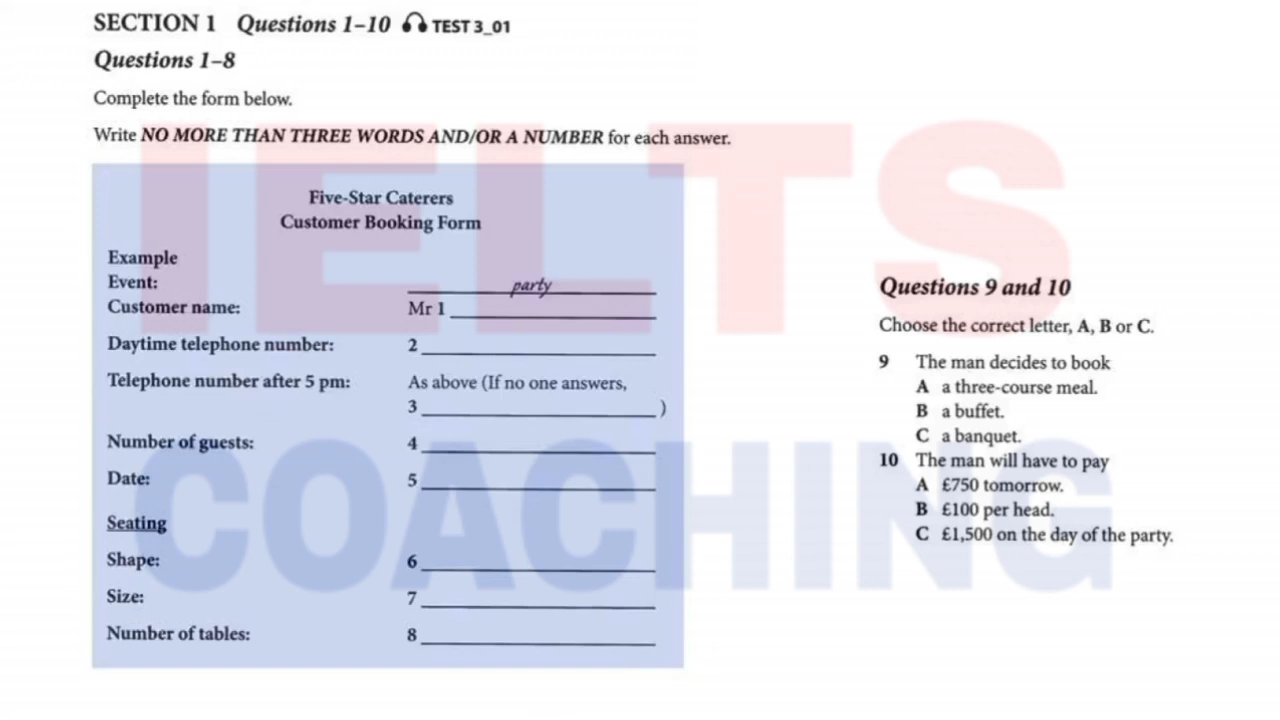 SECTION 1 Questions 1–10 TEST 3_01
Questions 1–8
Complete the form below.
Write NO MORE THAN THREE WORDS AND/OR A NUMBER for each answer.
Five-Star Caterers
Customer Booking Form
Example
Event: party
Customer name: Mr 1
Daytime telephone number: 2
Telephone number after 5 pm: As above (If no one answers,
3 )
Number of guests: 4
Date: 5
Seating
Shape: 6
Size: 7
Number of tables: 8
Questions 9 and 10
Choose the correct letter, A, B or C.
9 The man decides to book
A a three-course meal.
B a buffet.
C a banquet.
10 The man will have to pay
A £750 tomorrow.
B £100 per head.
C £1,500 on the day of the party.
IELTS
COACHING